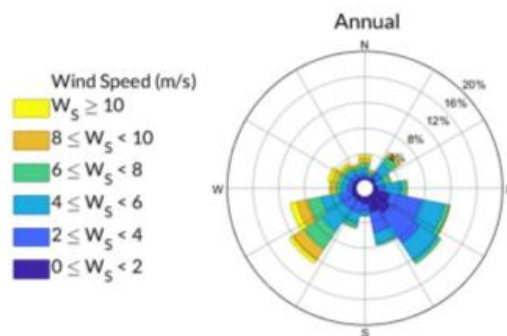 Annual
Wind Speed (m/s)
W_S ≥ 10
8 ≤ W_S < 10
6 ≤ W_S < 8
4 ≤ W_S < 6
2 ≤ W_S < 4
0 ≤ W_S < 2
N
20%
16%
12%
8%
4%
W
S